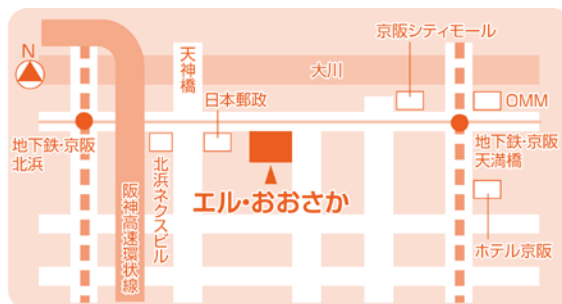 京阪シティモール
N
天神橋
大川
日本郵政
OMM
地下鉄･京阪
北浜
地下鉄･京阪
天満橋
北浜ネクスビル
阪神高速環状線
エル･おおさか
ホテル京阪